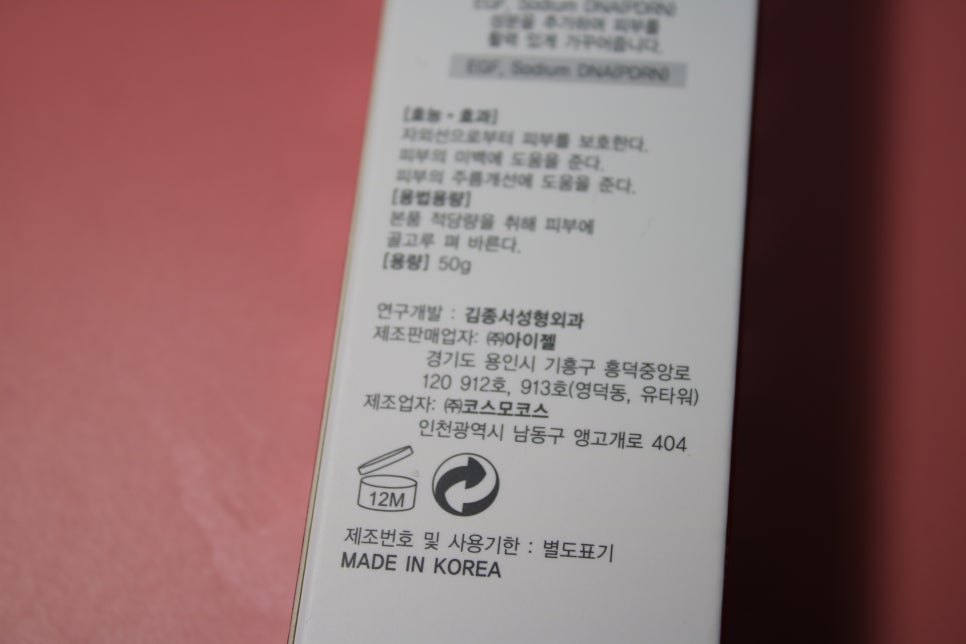 EGF, Sodium DNA(PDRN)
성분을 추가하여 피부를
활력 있게 가꾸어줍니다.
EGF, Sodium DNA(PDRN)
[효능·효과]
자외선으로부터 피부를 보호한다.
피부의 미백에 도움을 준다.
피부의 주름개선에 도움을 준다.
[용법용량]
본품 적당량을 취해 피부에
골고루 펴 바른다.
[용량] 50g
연구개발 : 김종서성형외과
제조판매업자: ㈜아이젤
경기도 용인시 기흥구 흥덕중앙로
120 912호, 913호(영덕동, 유타워)
제조업자: ㈜코스모코스
인천광역시 남동구 앵고개로 404
12M
제조번호 및 사용기한 : 별도표기
MADE IN KOREA